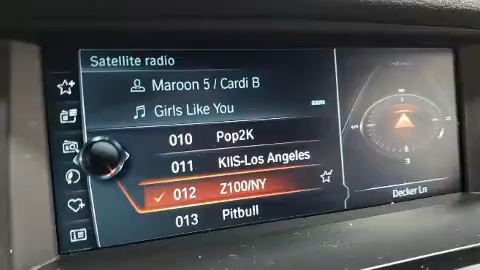 Satellite radio
Maroon 5 / Cardi B
Girls Like You
010 Pop2K
011 KIIS-Los Angeles
012 Z100/NY
013 Pitbull
Decker Ln